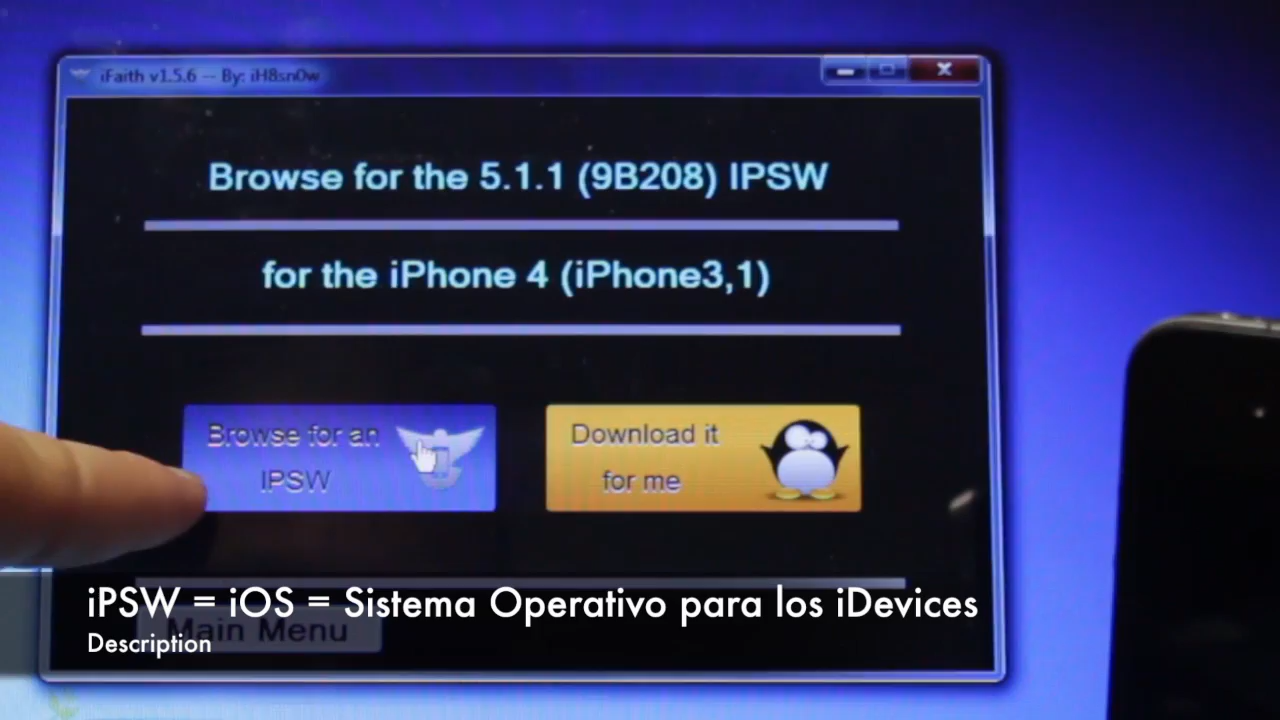 iFaith v1.5.6 -- By: iH8sn0w
Browse for the 5.1.1 (9B208) IPSW
for the iPhone 4 (iPhone3,1)
Browse for an
IPSW
Download it
for me
iPSW = iOS = Sistema Operativo para los iDevices
Main Menu
Description